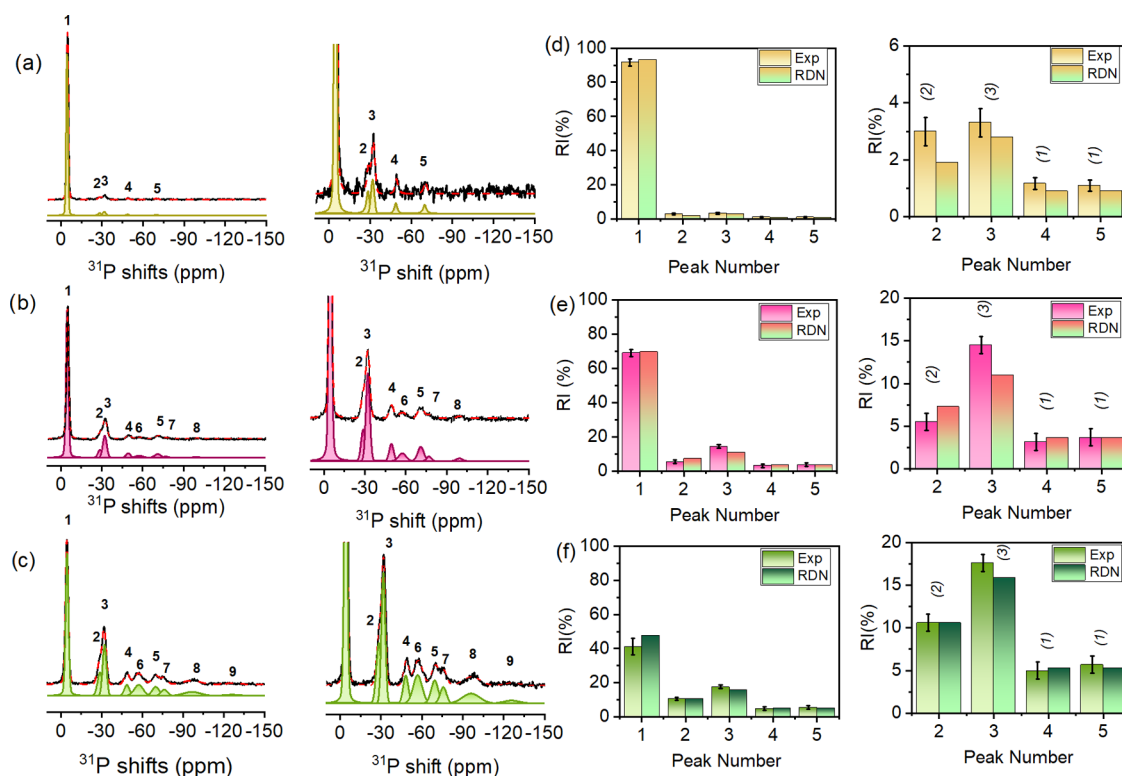 (a)
1
2 3 4 5
0 -30 -60 -90 -120 -150
31P shifts (ppm)
3
2
4
5
0 -30 -60 -90 -120 -150
31P shift (ppm)
(d)
100
80
60
40
20
0
RI(%)
Exp
RDN
1 2 3 4 5
Peak Number
6
4
2
0
RI(%)
Exp
RDN
(2) (3) (1) (1)
2 3 4 5
Peak Number
(b)
1
2 3 4 6 5 7 8
0 -30 -60 -90 -120 -150
31P shifts (ppm)
3
2
4 6 5 7 8
0 -30 -60 -90 -120 -150
31P shift (ppm)
(e)
100
80
60
40
20
0
RI (%)
Exp
RDN
1 2 3 4 5
Peak Number
20
15
10
5
0
RI (%)
Exp
RDN
(2) (3) (1) (1)
2 3 4 5
Peak Number
(c)
1
3
2 4 6 5 7 8 9
0 -30 -60 -90 -120 -150
31P shifts (ppm)
3
2
4 6 5 7 8 9
0 -30 -60 -90 -120 -150
31P shift (ppm)
(f)
100
80
60
40
20
0
RI(%)
Exp
RDN
1 2 3 4 5
Peak Number
20
15
10
5
0
RI(%)
Exp
RDN
(2) (3) (1) (1)
2 3 4 5
Peak Number